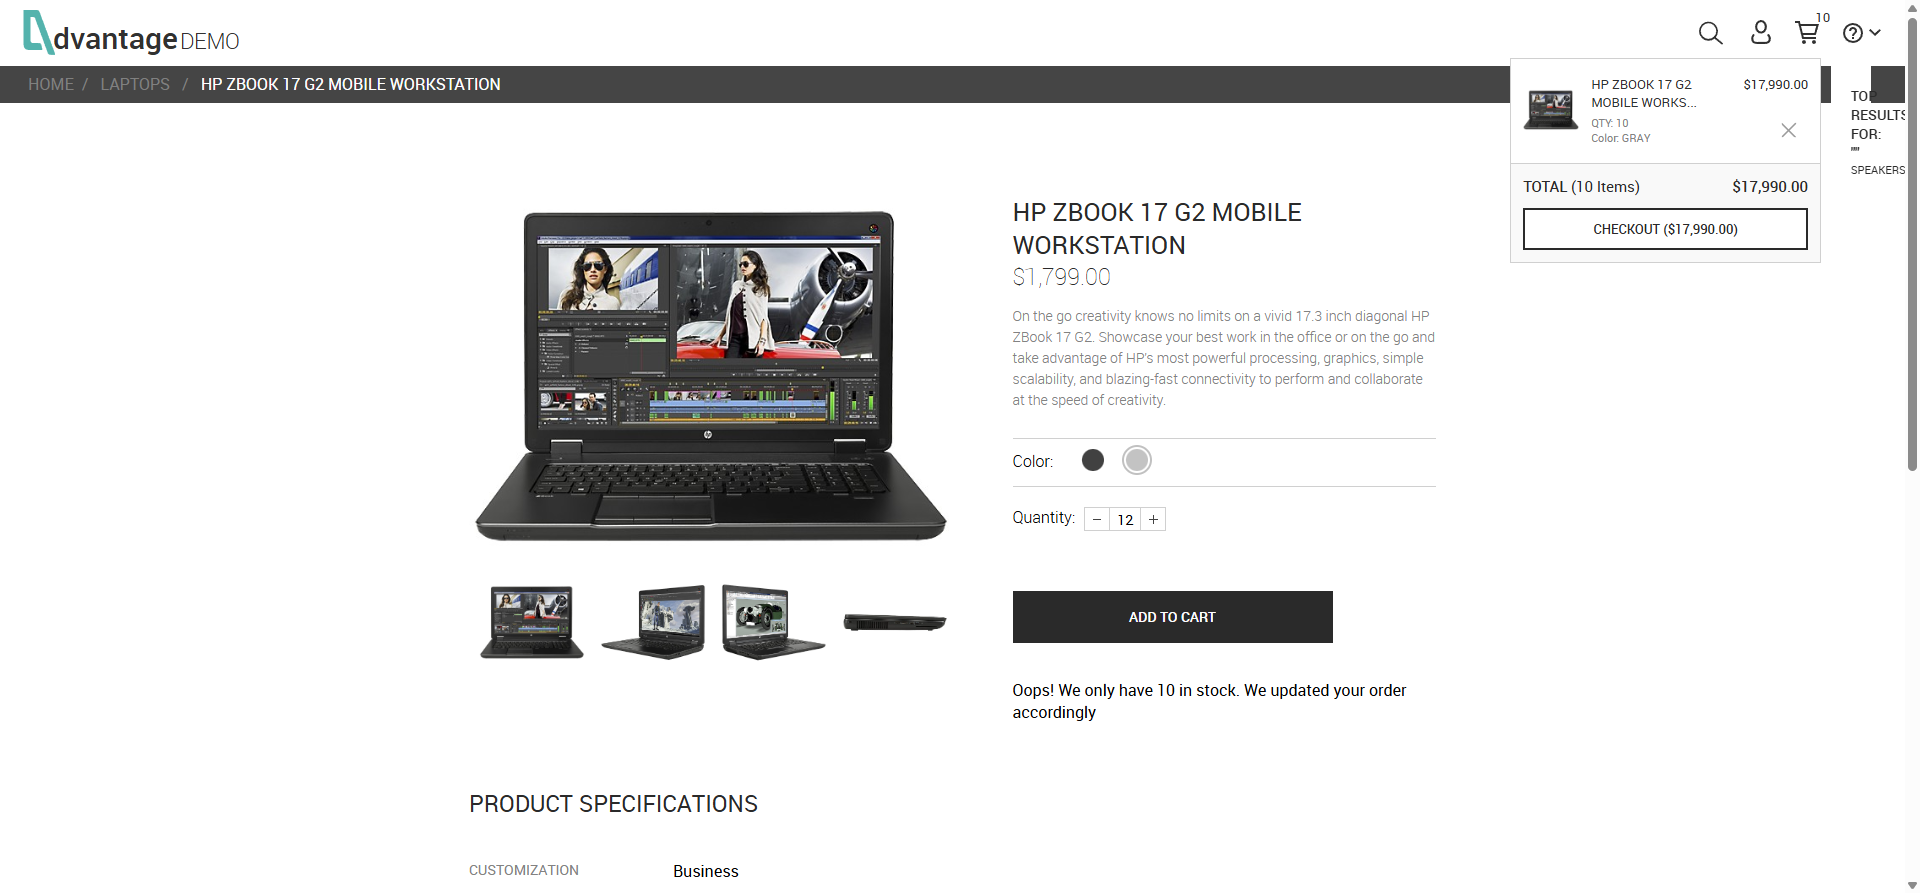 dvantage DEMO
10
HOME / LAPTOPS / HP ZBOOK 17 G2 MOBILE WORKSTATION
HP ZBOOK 17 G2
MOBILE WORKS...
$17,990.00
QTY: 10
Color: GRAY
TOTAL (10 Items)
$17,990.00
CHECKOUT ($17,990.00)
TOP
RESULTS
FOR:
""
SPEAKERS
HP ZBOOK 17 G2 MOBILE
WORKSTATION
$1,799.00
On the go creativity knows no limits on a vivid 17.3 inch diagonal HP
ZBook 17 G2. Showcase your best work in the office or on the go and
take advantage of HP's most powerful processing, graphics, simple
scalability, and blazing-fast connectivity to perform and collaborate
at the speed of creativity.
Color:
Quantity: − 12 +
ADD TO CART
Oops! We only have 10 in stock. We updated your order
accordingly
PRODUCT SPECIFICATIONS
CUSTOMIZATION
Business